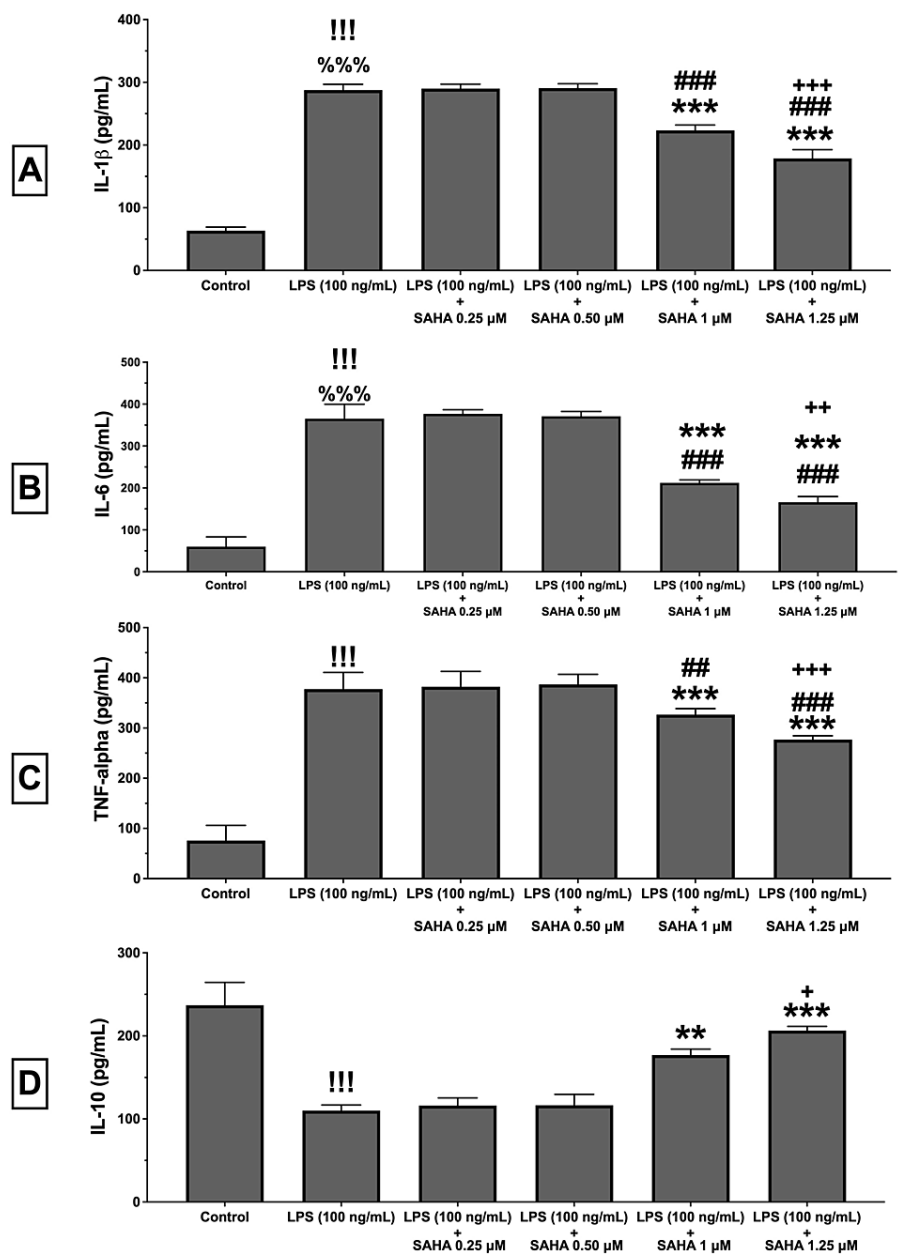 A
IL-1β (pg/mL)
400
300
200
100
0
!!!
%%%
###
***
+++
###
***
Control
LPS (100 ng/mL)
LPS (100 ng/mL)
+
SAHA 0.25 µM
LPS (100 ng/mL)
+
SAHA 0.50 µM
LPS (100 ng/mL)
+
SAHA 1 µM
LPS (100 ng/mL)
+
SAHA 1.25 µM
B
IL-6 (pg/mL)
500
400
300
200
100
0
!!!
%%%
***
###
++
***
###
Control
LPS (100 ng/mL)
LPS (100 ng/mL)
+
SAHA 0.25 µM
LPS (100 ng/mL)
+
SAHA 0.50 µM
LPS (100 ng/mL)
+
SAHA 1 µM
LPS (100 ng/mL)
+
SAHA 1.25 µM
C
TNF-alpha (pg/mL)
500
400
300
200
100
0
!!!
##
***
+++
###
***
Control
LPS (100 ng/mL)
LPS (100 ng/mL)
+
SAHA 0.25 µM
LPS (100 ng/mL)
+
SAHA 0.50 µM
LPS (100 ng/mL)
+
SAHA 1 µM
LPS (100 ng/mL)
+
SAHA 1.25 µM
D
IL-10 (pg/mL)
300
200
100
0
!!!
**
+
***
Control
LPS (100 ng/mL)
LPS (100 ng/mL)
+
SAHA 0.25 µM
LPS (100 ng/mL)
+
SAHA 0.50 µM
LPS (100 ng/mL)
+
SAHA 1 µM
LPS (100 ng/mL)
+
SAHA 1.25 µM